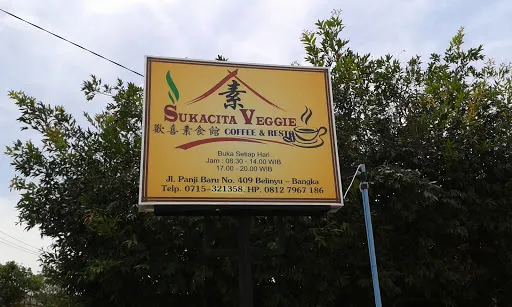 素
SUKACITA VEGGIE
歡喜素食館 COFFEE & RESTO
Buka Setiap Hari
Jam : 08.30 - 14.00 WIB
17.00 - 20.00 WIB
Jl. Panji Baru No. 409 Belinyu - Bangka
Telp. 0715-321358. HP. 0812 7967 186